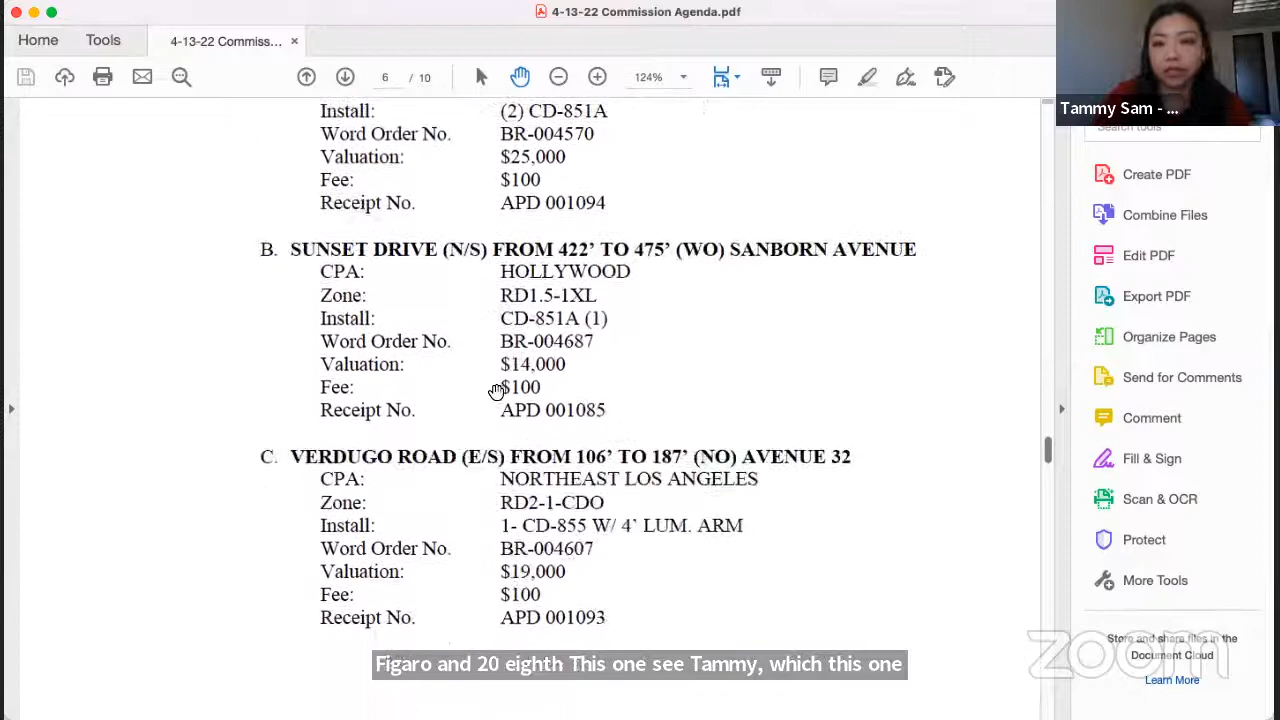 4-13-22 Commission Agenda.pdf
Home Tools 4-13-22 Commiss... ×
6 / 10 124%
Tammy Sam - ...
Search tools
Install: (2) CD-851A
Word Order No. BR-004570
Valuation: $25,000
Fee: $100
Receipt No. APD 001094
B. SUNSET DRIVE (N/S) FROM 422’ TO 475’ (WO) SANBORN AVENUE
CPA: HOLLYWOOD
Zone: RD1.5-1XL
Install: CD-851A (1)
Word Order No. BR-004687
Valuation: $14,000
Fee: $100
Receipt No. APD 001085
C. VERDUGO ROAD (E/S) FROM 106’ TO 187’ (NO) AVENUE 32
CPA: NORTHEAST LOS ANGELES
Zone: RD2-1-CDO
Install: 1- CD-855 W/ 4’ LUM. ARM
Word Order No. BR-004607
Valuation: $19,000
Fee: $100
Receipt No. APD 001093
Create PDF
Combine Files
Edit PDF
Export PDF
Organize Pages
Send for Comments
Comment
Fill & Sign
Scan & OCR
Protect
More Tools
Store and share files in the
Document Cloud
Learn More
zoom
Figaro and 20 eighth This one see Tammy, which this one